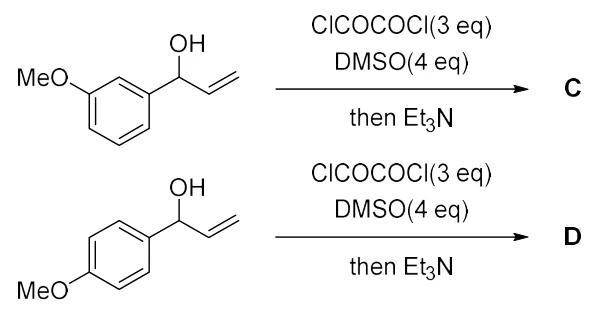 OH
ClCOCOCl(3 eq)
MeO
DMSO(4 eq)
C
then Et₃N
OH
ClCOCOCl(3 eq)
DMSO(4 eq)
D
MeO
then Et₃N